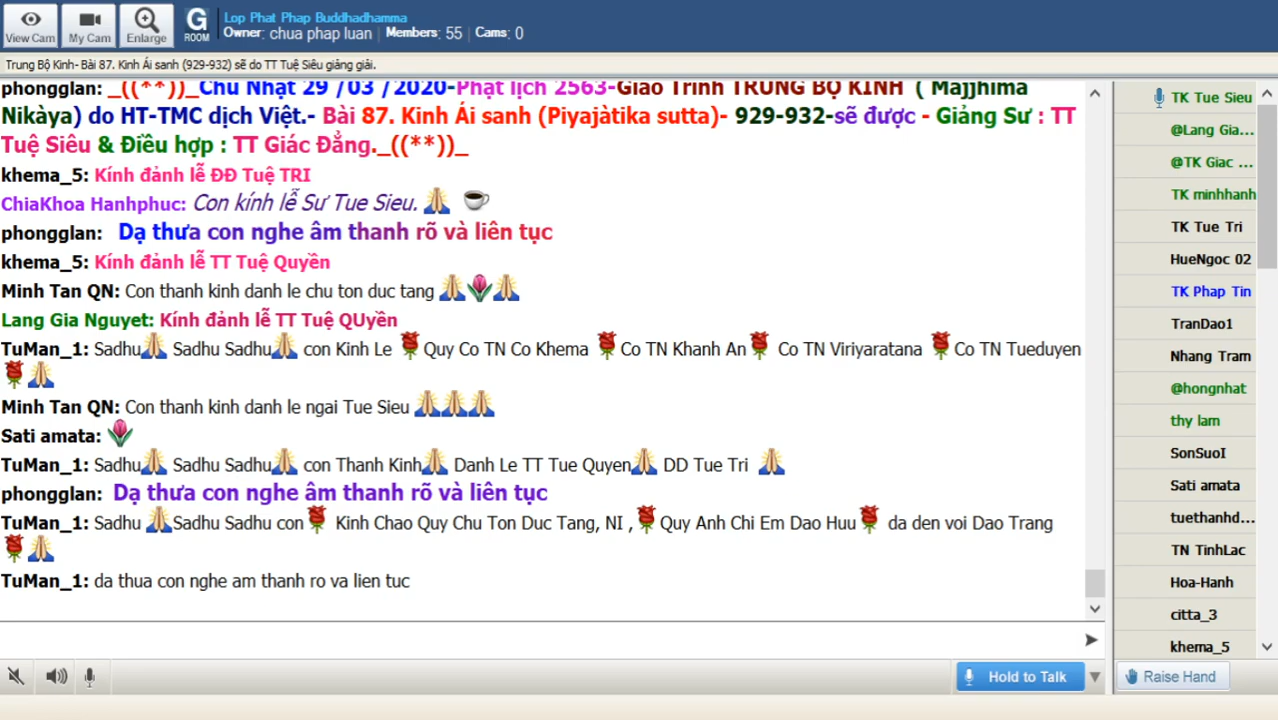 View Cam
My Cam
Enlarge
G
ROOM
Lop Phat Phap Buddhadhamma
Owner: chua phap luan | Members: 55 | Cams: 0
Trung Bộ Kinh- Bài 87. Kinh Ái sanh (929-932) sẽ do TT Tuệ Siêu giảng giải.
phongglan: _((**))_Chủ Nhật 29 /03 /2020-Phật lịch 2563-Giáo Trình TRUNG BỘ KINH ( Majjhima
Nikàya) do HT-TMC dịch Việt.- Bài 87. Kinh Ái sanh (Piyajàtika sutta)- 929-932-sẽ được - Giảng Sư : TT
Tuệ Siêu & Điều hợp : TT Giác Đẳng._((**))_
khema_5: Kính đảnh lễ ĐĐ Tuệ TRI
ChiaKhoa Hanhphuc: Con kính lễ Sư Tue Sieu.
phongglan: Dạ thưa con nghe âm thanh rõ và liên tục
khema_5: Kính đảnh lễ TT Tuệ Quyền
Minh Tan QN: Con thanh kinh danh le chu ton duc tang
Lang Gia Nguyet: Kính đảnh lễ TT Tuệ QUyền
TuMan_1: Sadhu Sadhu Sadhu con Kinh Le Quy Co TN Co Khema Co TN Khanh An Co TN Viriyaratana Co TN Tueduyen
Minh Tan QN: Con thanh kinh danh le ngai Tue Sieu
Sati amata:
TuMan_1: Sadhu Sadhu Sadhu con Thanh Kinh Danh Le TT Tue Quyen DD Tue Tri
phongglan: Dạ thưa con nghe âm thanh rõ và liên tục
TuMan_1: Sadhu Sadhu Sadhu con Kinh Chao Quy Chu Ton Duc Tang, NI , Quy Anh Chi Em Dao Huu da den voi Dao Trang
TuMan_1: da thua con nghe am thanh ro va lien tuc
TK Tue Sieu
@Lang Gia...
@TK Giac ...
TK minhhanh
TK Tue Tri
HueNgoc 02
TK Phap Tin
TranDao1
Nhang Tram
@hongnhat
thy lam
SonSuoI
Sati amata
tuethanhd...
TN TinhLac
Hoa-Hanh
citta_3
khema_5
Hold to Talk
Raise Hand